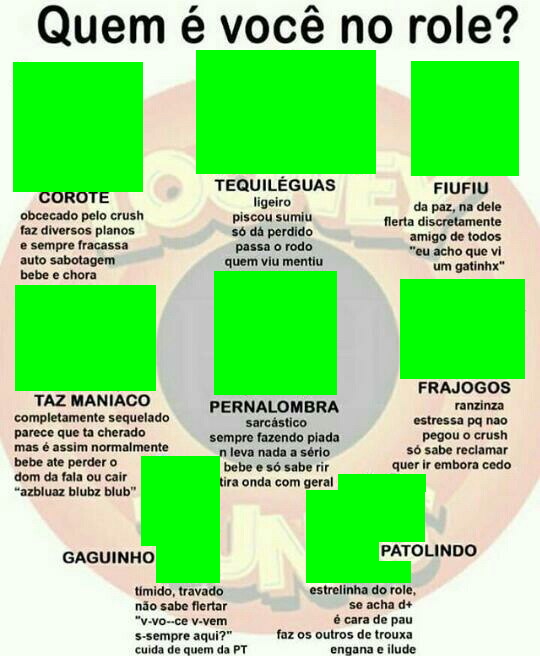 Quem é você no role?
COROTE
obcecado pelo crush
faz diversos planos
e sempre fracassa
auto sabotagem
bebe e chora
TEQUILÉGUAS
ligeiro
piscou sumiu
só dá perdido
passa o rodo
quem viu mentiu
FIUFIU
da paz, na dele
flerta discretamente
amigo de todos
"eu acho que vi
um gatinhx"
TAZ MANIACO
completamente sequelado
parece que ta cherado
mas é assim normalmente
bebe ate perder o
dom da fala ou cair
“azbluaz blubz blub”
PERNALOMBRA
sarcástico
sempre fazendo piada
n leva nada a sério
bebe e só sabe rir
tira onda com geral
FRAJOGOS
ranzinza
estressa pq nao
pegou o crush
só sabe reclamar
quer ir embora cedo
GAGUINHO
tímido, travado
não sabe flertar
"v-vo--ce v-vem
s-sempre aqui?"
cuida de quem da PT
PATOLINDO
estrelinha do role,
se acha d+
é cara de pau
faz os outros de trouxa
engana e ilude